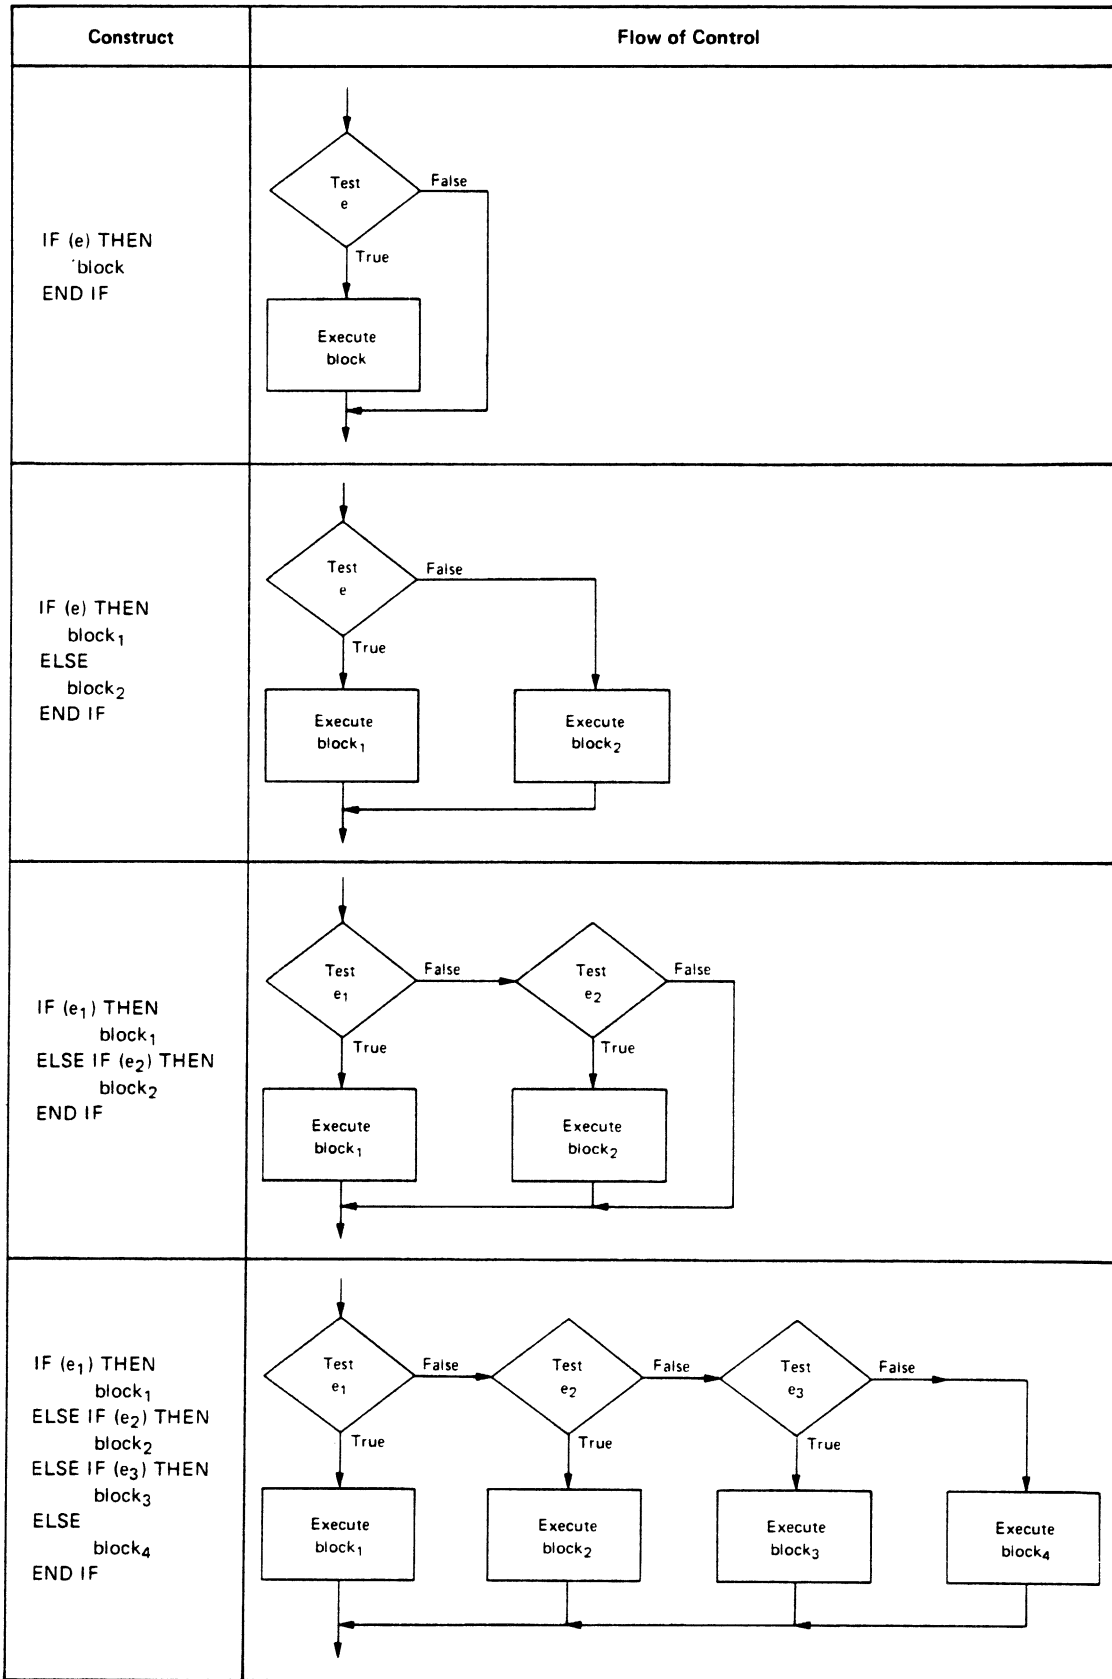 Construct
Flow of Control
IF (e) THEN
block
END IF
Test
e
False
True
Execute
block
IF (e) THEN
block₁
ELSE
block₂
END IF
Test
e
False
True
Execute
block₁
Execute
block₂
IF (e₁) THEN
block₁
ELSE IF (e₂) THEN
block₂
END IF
Test
e₁
False
Test
e₂
False
True
True
Execute
block₁
Execute
block₂
IF (e₁) THEN
block₁
ELSE IF (e₂) THEN
block₂
ELSE IF (e₃) THEN
block₃
ELSE
block₄
END IF
Test
e₁
False
Test
e₂
False
Test
e₃
False
True
True
True
Execute
block₁
Execute
block₂
Execute
block₃
Execute
block₄